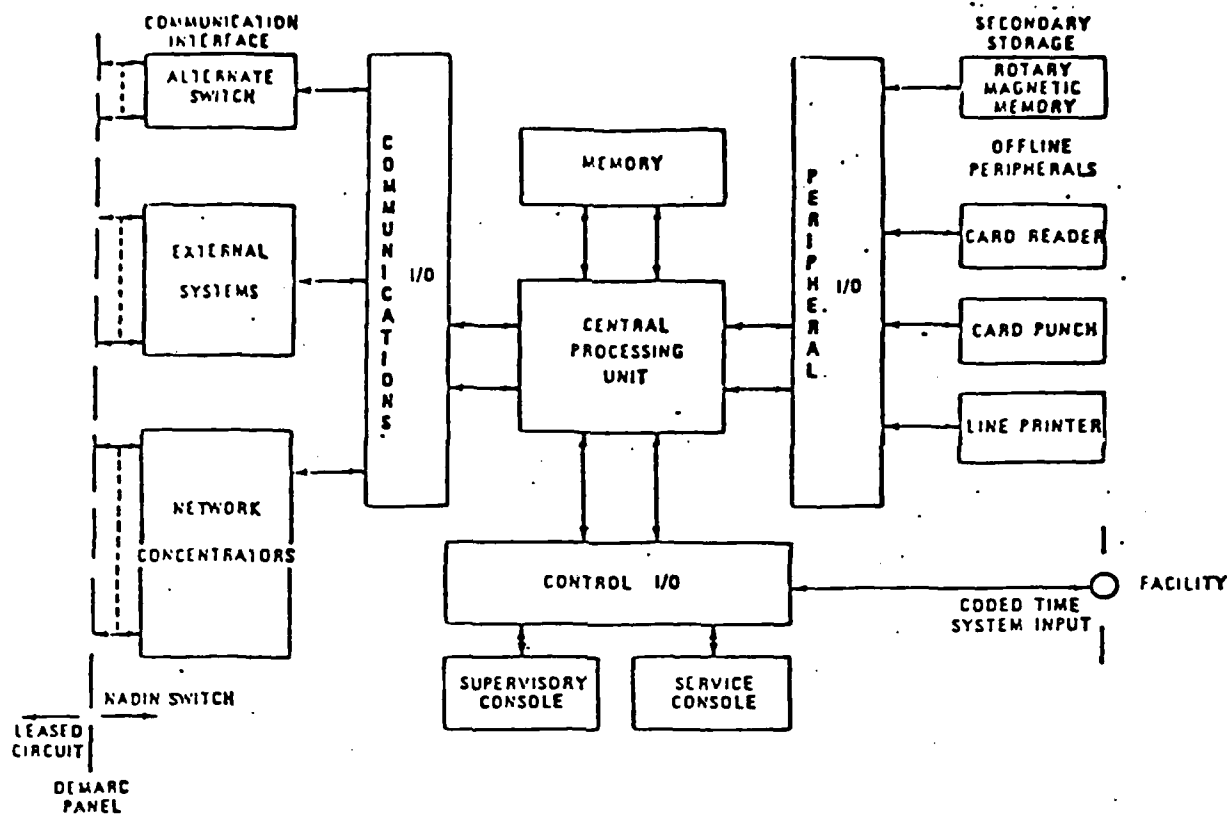 COMMUNICATION
INTERFACE
ALTERNATE
SWITCH
EXTERNAL
SYSTEMS
NETWORK
CONCENTRATORS
NADIN SWITCH
LEASED
CIRCUIT
DEMARC
PANEL
COMMUNICATIONS
I/O
MEMORY
CENTRAL
PROCESSING
UNIT
CONTROL I/O
SUPERVISORY
CONSOLE
SERVICE
CONSOLE
PERIPHERAL
I/O
SECONDARY
STORAGE
ROTARY
MAGNETIC
MEMORY
OFFLINE
PERIPHERALS
CARD READER
CARD PUNCH
LINE PRINTER
FACILITY
CODED TIME
SYSTEM INPUT